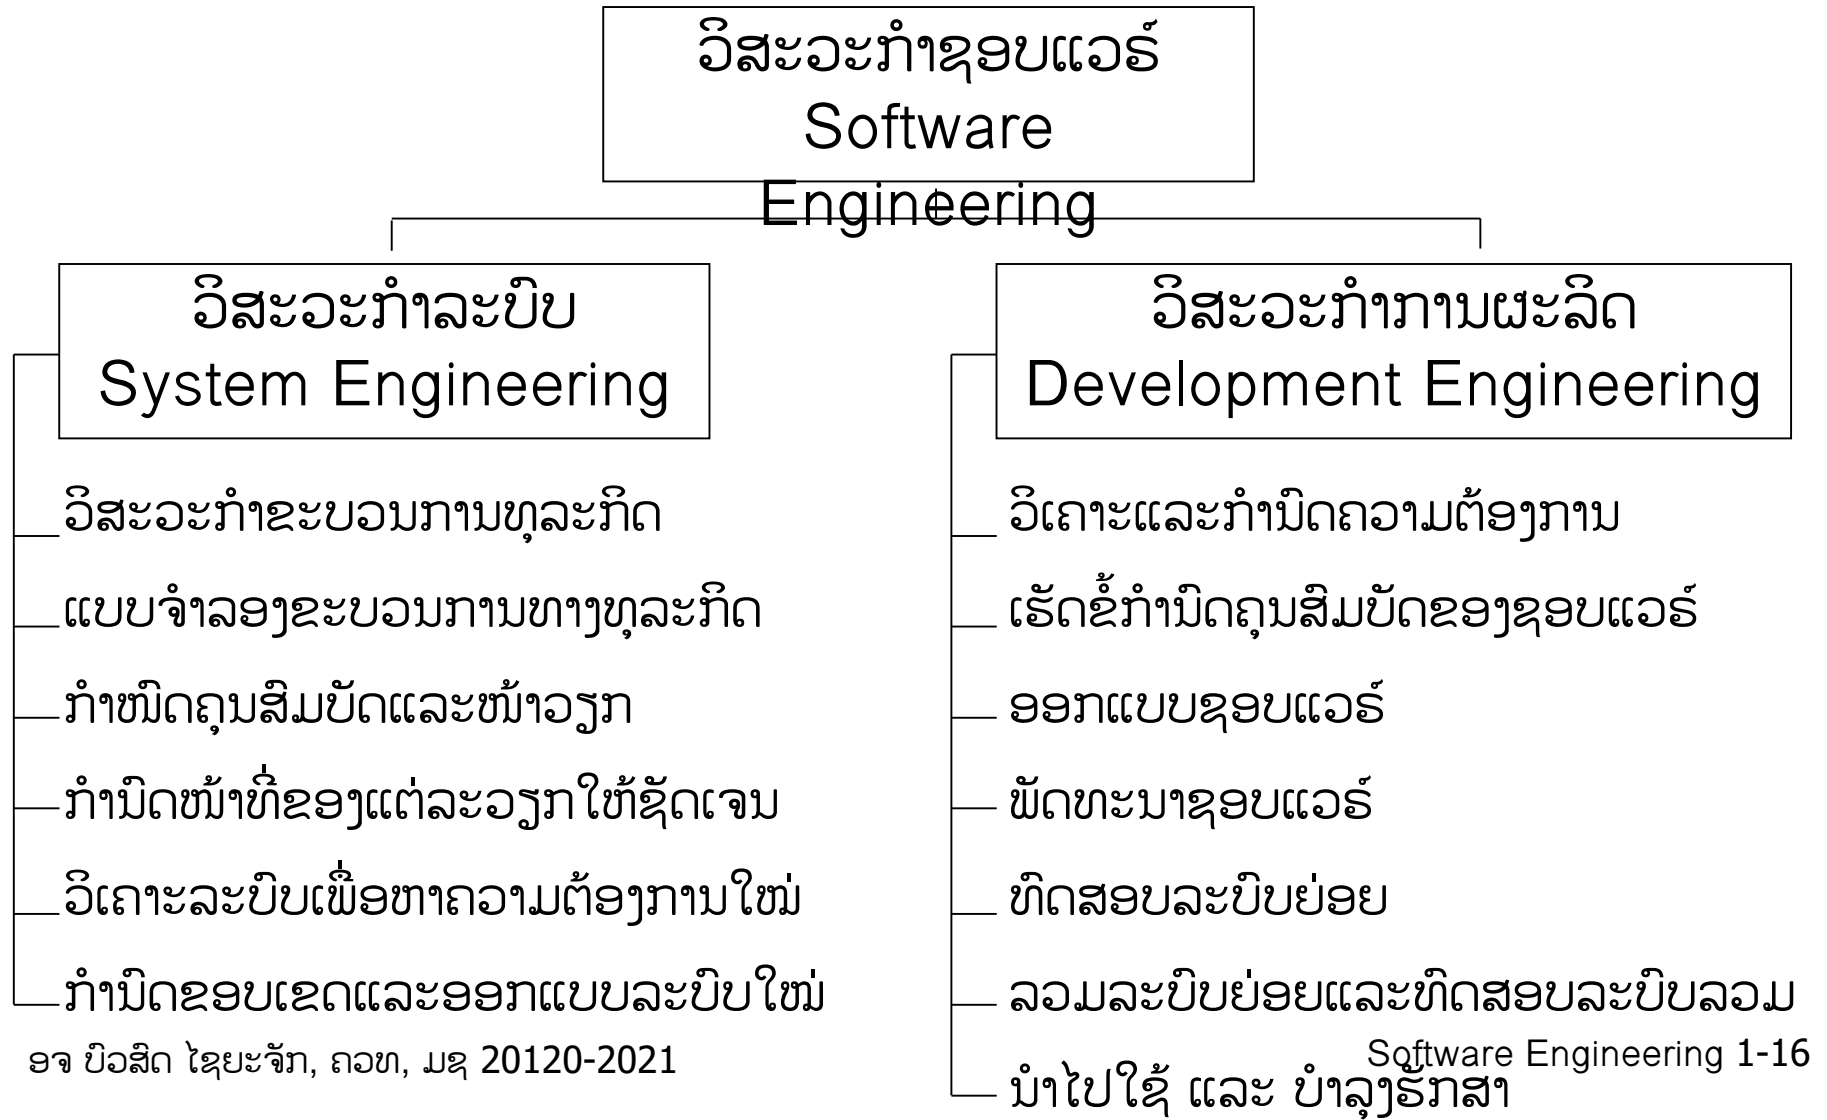 ວິສະວະກຳຊອບແວຣ໌
Software
Engineering
ວິສະວະກຳລະບົບ
System Engineering
ວິສະວະກຳຂະບວນການທຸລະກິດ
ແບບຈຳລອງຂະບວນການທາງທຸລະກິດ
ກຳໜົດຄຸນສົມບັດແລະໜ້າວຽກ
ກຳນົດໜ້າທີ່ຂອງແຕ່ລະວຽກໃຫ້ຊັດເຈນ
ວິເຄາະລະບົບເພື່ອຫາຄວາມຕ້ອງການໃໝ່
ກຳນົດຂອບເຂດແລະອອກແບບລະບົບໃໝ່
ວິສະວະກຳການຜະລິດ
Development Engineering
ວິເຄາະແລະກຳນົດຄວາມຕ້ອງການ
ເຮັດຂໍ້ກຳນົດຄຸນສົມບັດຂອງຊອບແວຣ໌
ອອກແບບຊອບແວຣ໌
ພັດທະນາຊອບແວຣ໌
ທົດສອບລະບົບຍ່ອຍ
ລວມລະບົບຍ່ອຍແລະທົດສອບລະບົບລວມ
ນຳໄປໃຊ້ ແລະ ບຳລຸງຮັກສາ
ອຈ ບົວສົດ ໄຊຍະຈັກ, ຄວທ, ມຊ 20120-2021
Software Engineering 1-16